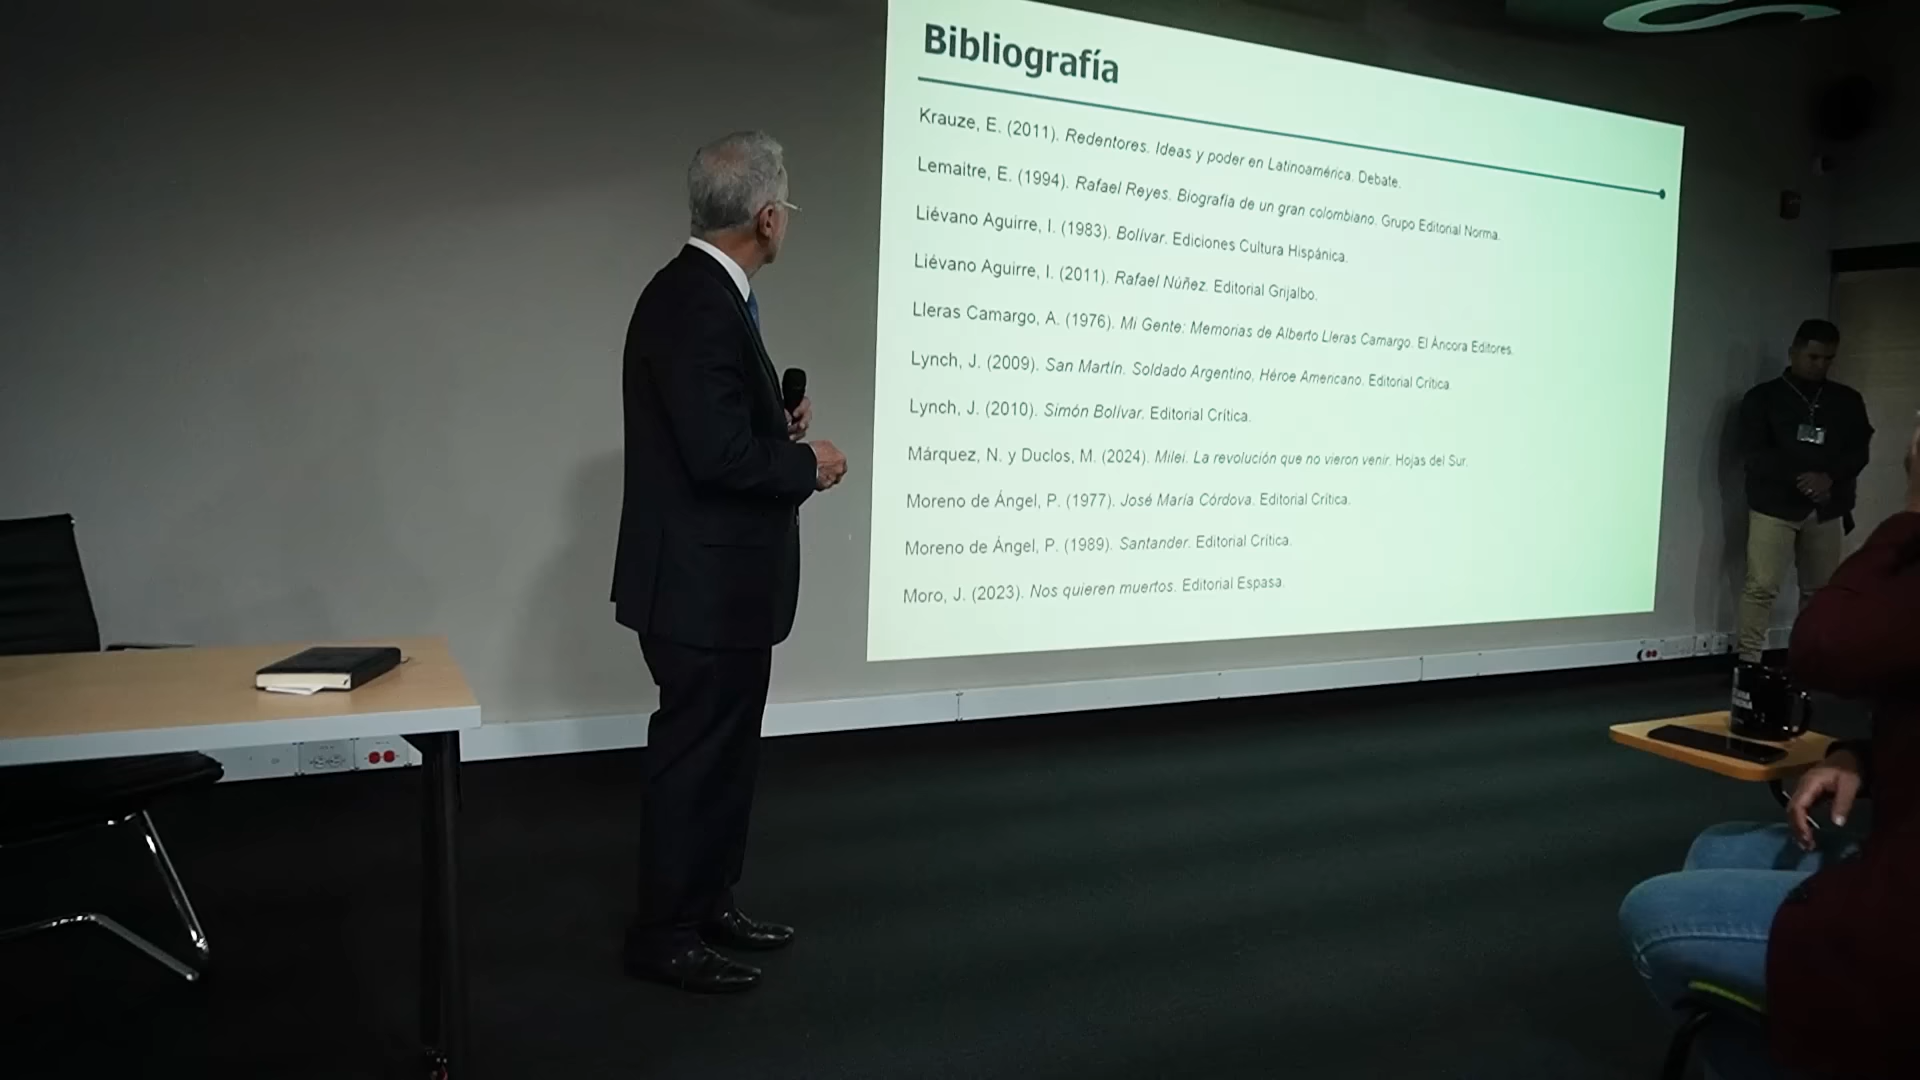 Bibliografía
Krauze, E. (2011). Redentores. Ideas y poder en Latinoamérica. Debate.
Lemaitre, E. (1994). Rafael Reyes. Biografía de un gran colombiano. Grupo Editorial Norma.
Liévano Aguirre, I. (1983). Bolívar. Ediciones Cultura Hispánica.
Liévano Aguirre, I. (2011). Rafael Núñez. Editorial Grijalbo.
Lleras Camargo, A. (1976). Mi Gente: Memorias de Alberto Lleras Camargo. El Áncora Editores.
Lynch, J. (2009). San Martín. Soldado Argentino, Héroe Americano. Editorial Crítica.
Lynch, J. (2010). Simón Bolívar. Editorial Crítica.
Márquez, N. y Duclos, M. (2024). Milei. La revolución que no vieron venir. Hojas del Sur.
Moreno de Ángel, P. (1977). José María Córdova. Editorial Crítica.
Moreno de Ángel, P. (1989). Santander. Editorial Crítica.
Moro, J. (2023). Nos quieren muertos. Editorial Espasa.